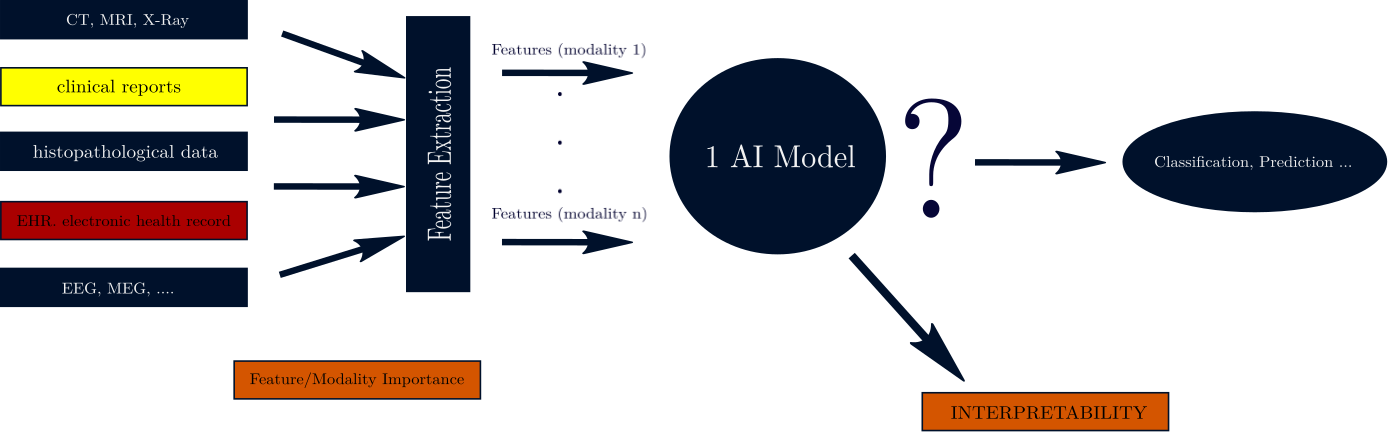 CT, MRI, X-Ray
clinical reports
histopathological data
EHR. electronic health record
EEG, MEG, ....
Feature Extraction
Features (modality 1)
.
.
.
Features (modality n)
1 AI Model
?
Classification, Prediction ...
Feature/Modality Importance
INTERPRETABILITY